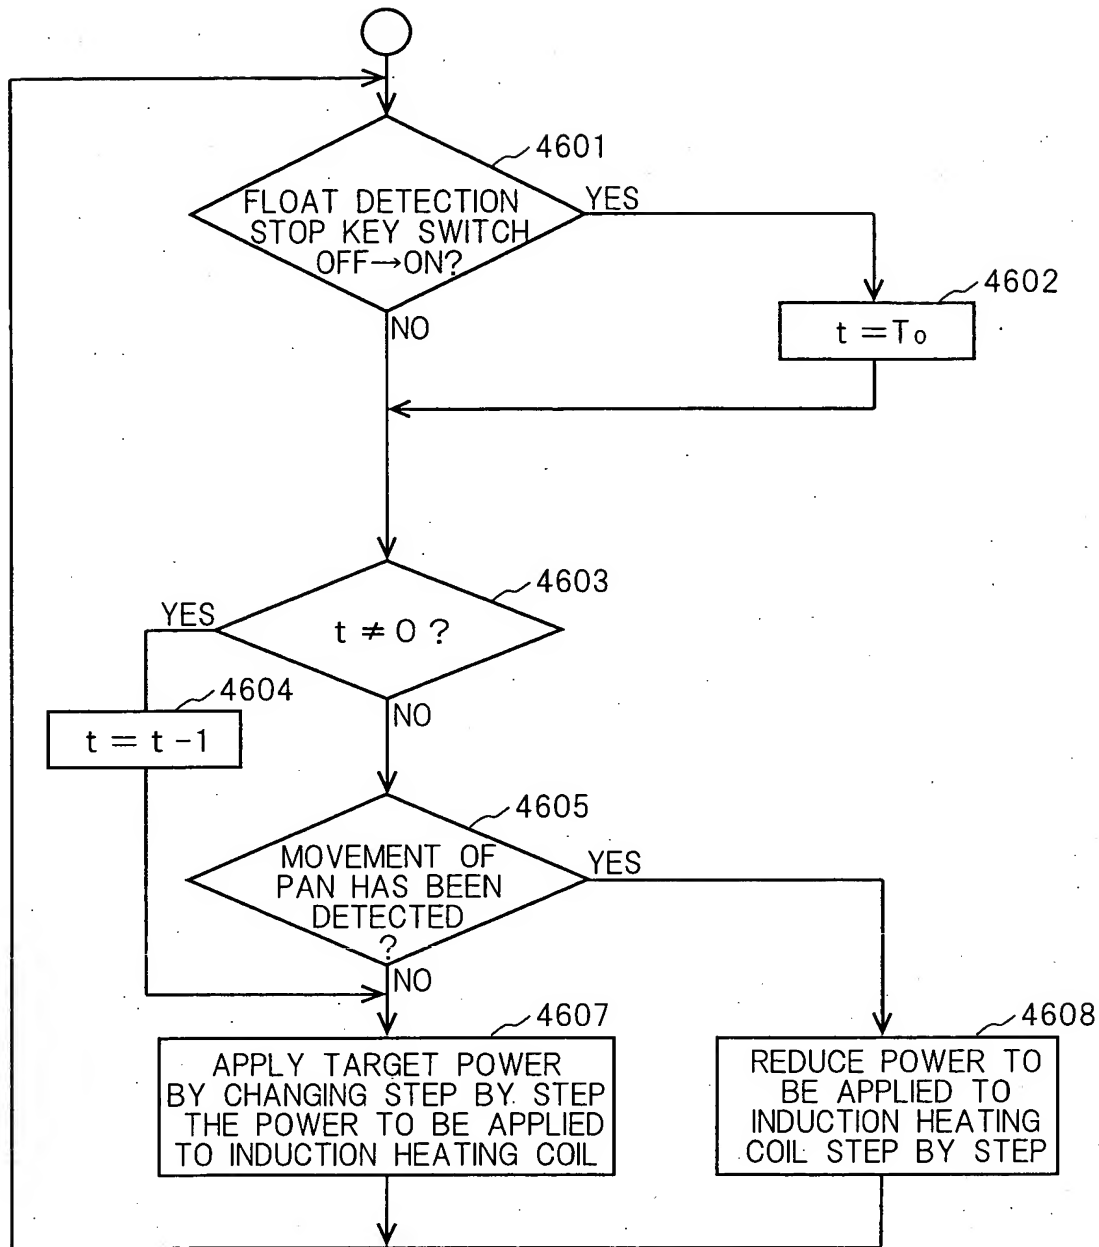 4601
FLOAT DETECTION
STOP KEY SWITCH
OFF→ON?
YES
NO
4602
t = T₀
4603
t ≠ 0 ?
YES
NO
4604
t = t - 1
4605
MOVEMENT OF
PAN HAS BEEN
DETECTED
?
YES
NO
4607
APPLY TARGET POWER
BY CHANGING STEP BY STEP
THE POWER TO BE APPLIED
TO INDUCTION HEATING COIL
4608
REDUCE POWER TO
BE APPLIED TO
INDUCTION HEATING
COIL STEP BY STEP